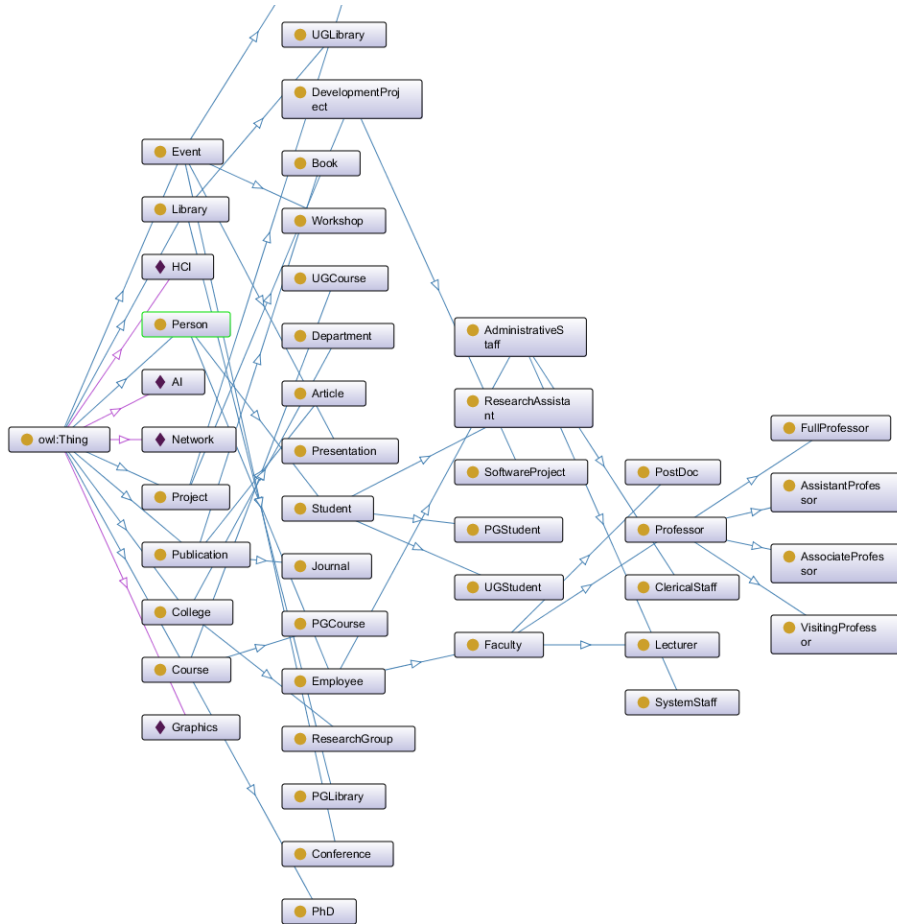 owl:Thing
Event
Library
HCI
Person
AI
Network
Project
Publication
College
Course
Graphics
UGLibrary
DevelopmentProj
ect
Book
Workshop
UGCourse
Department
Article
Presentation
Student
Journal
PGCourse
Employee
ResearchGroup
PGLibrary
Conference
PhD
AdministrativeS
taff
ResearchAssista
nt
SoftwareProject
PGStudent
UGStudent
Faculty
PostDoc
Professor
ClericalStaff
Lecturer
SystemStaff
FullProfessor
AssistantProfes
sor
AssociateProfes
sor
VisitingProfess
or